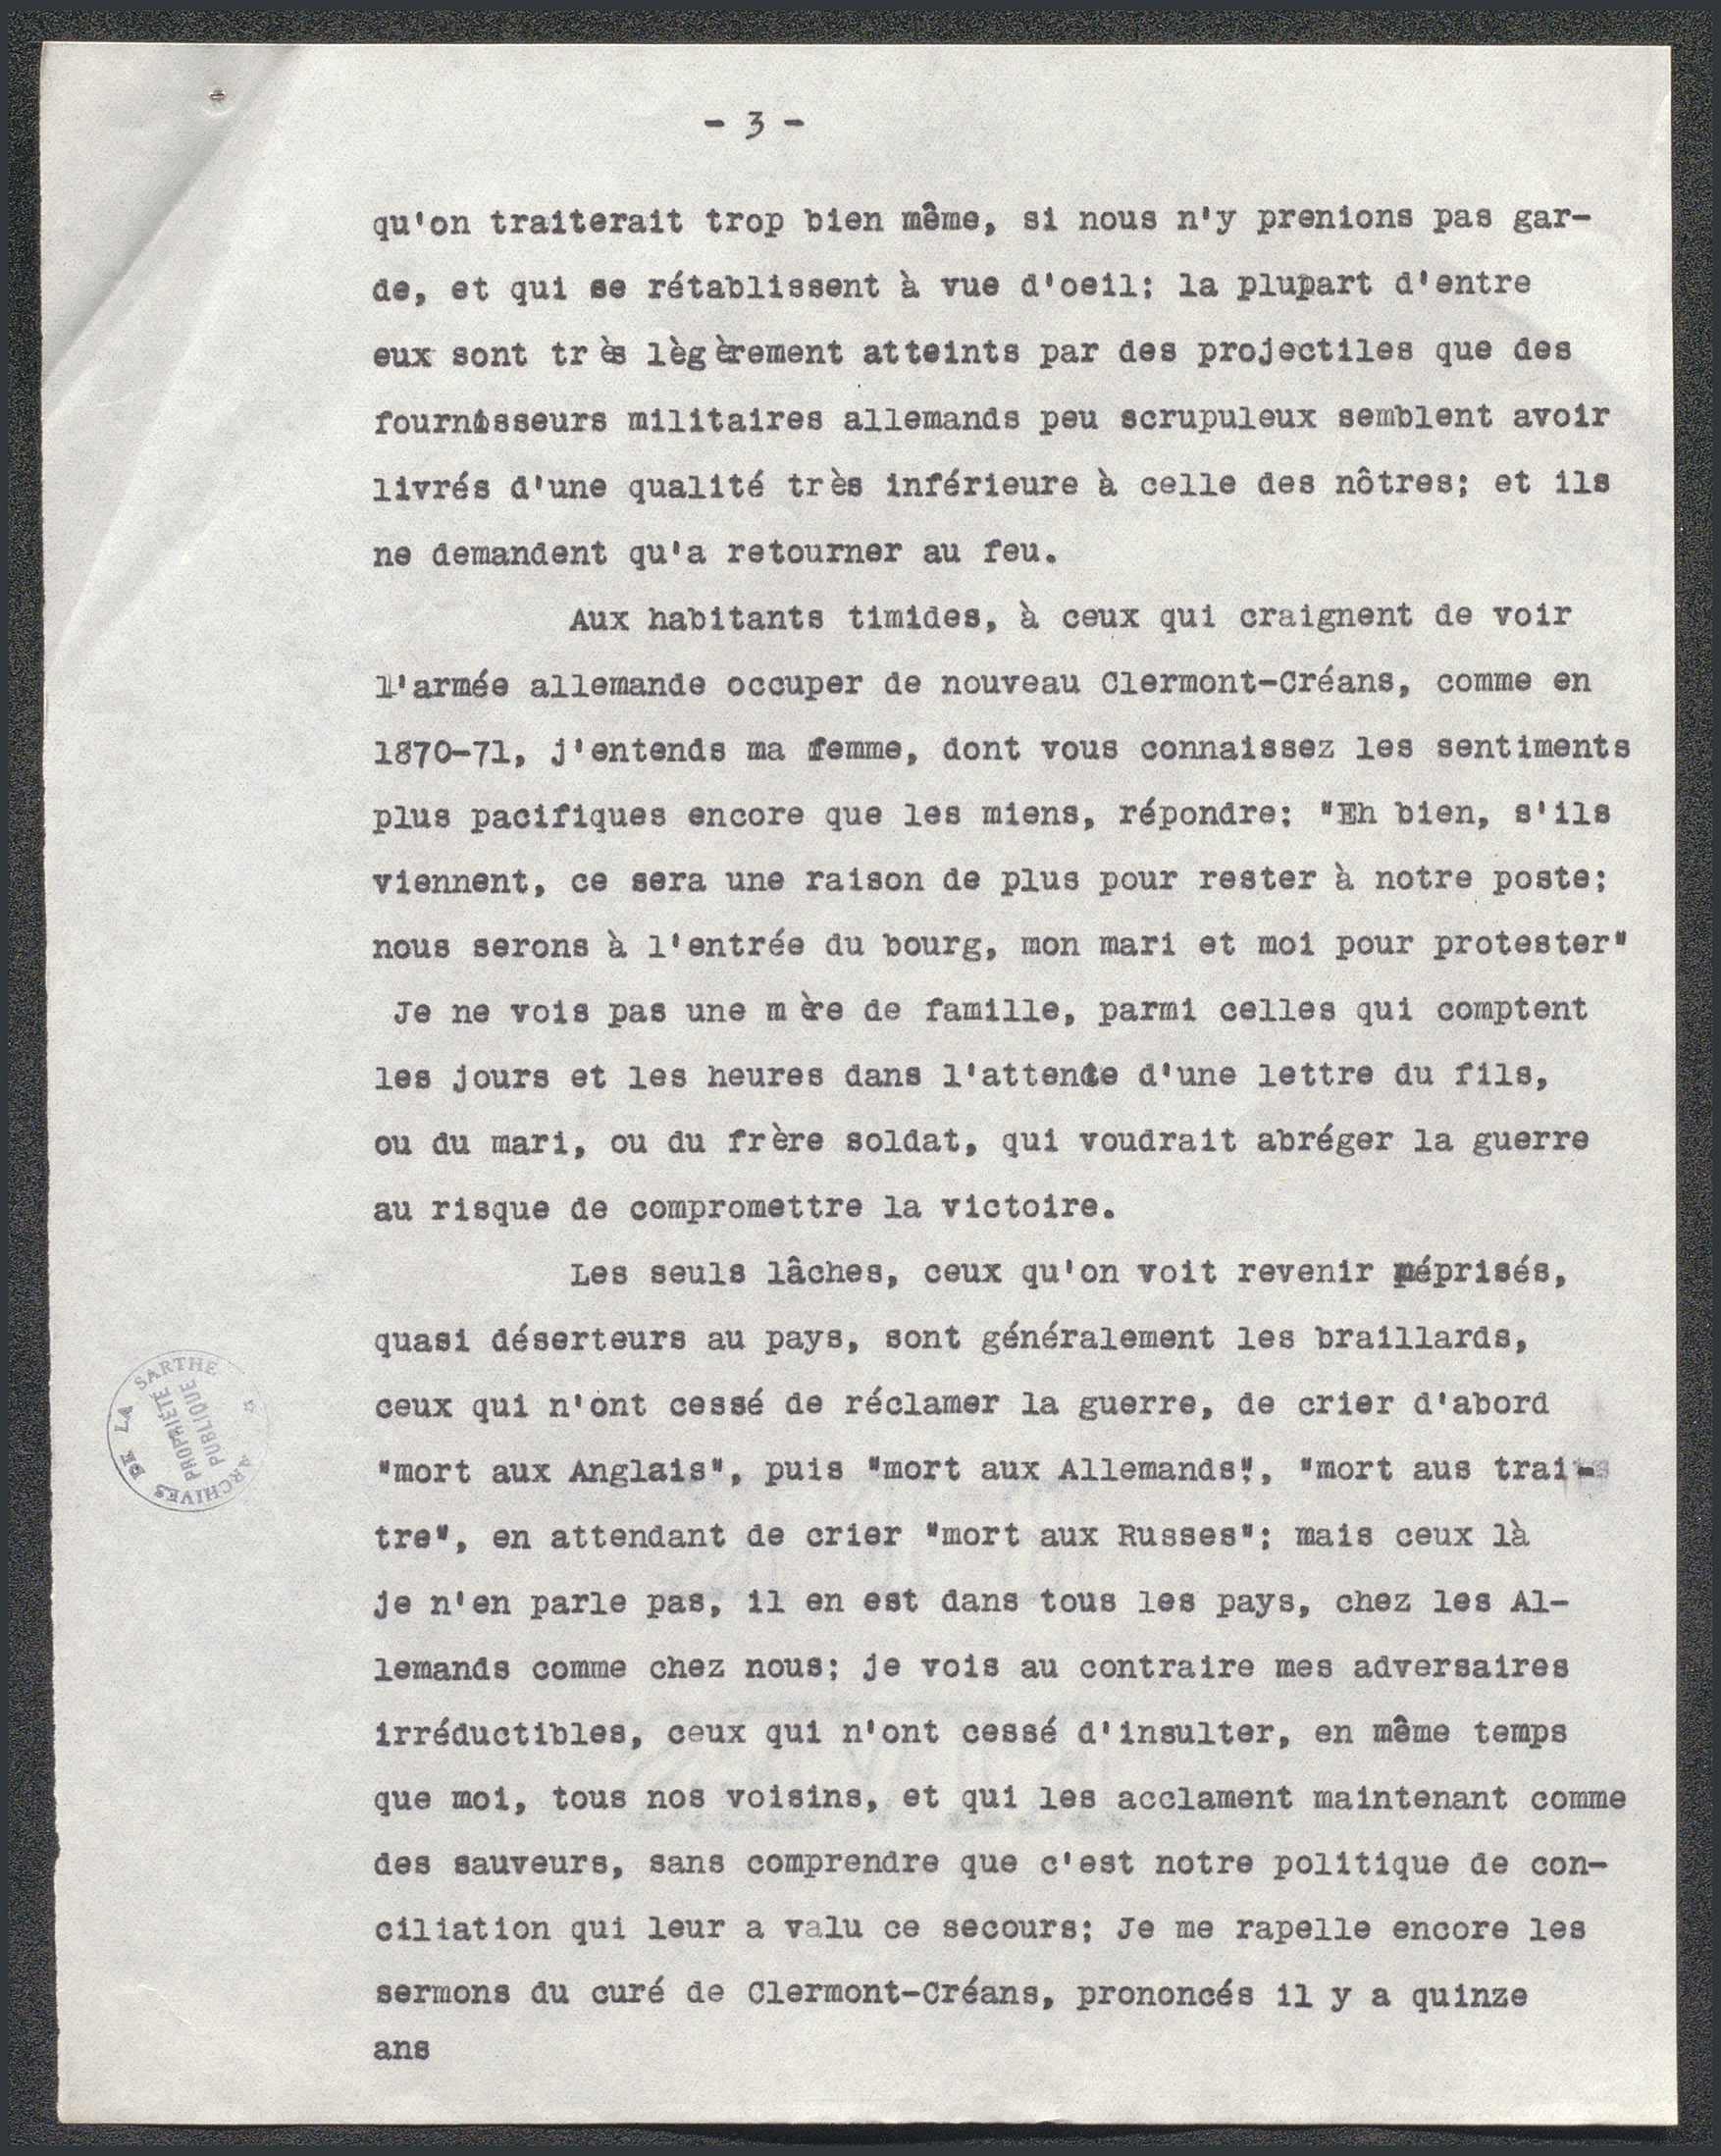 - 3 -
qu'on traiterait trop bien même, si nous n'y prenions pas gar-
de, et qui se rétablissent à vue d'oeil; la plupart d'entre
eux sont très lègèrement atteints par des projectiles que des
fournisseurs militaires allemands peu scrupuleux semblent avoir
livrés d'une qualité très inférieure à celle des nôtres; et ils
ne demandent qu'a retourner au feu.
Aux habitants timides, à ceux qui craignent de voir
l'armée allemande occuper de nouveau Clermont-Créans, comme en
1870-71, j'entends ma femme, dont vous connaissez les sentiments
plus pacifiques encore que les miens, répondre: "Eh bien, s'ils
viennent, ce sera une raison de plus pour rester à notre poste;
nous serons à l'entrée du bourg, mon mari et moi pour protester"
Je ne vois pas une mère de famille, parmi celles qui comptent
les jours et les heures dans l'attente d'une lettre du fils,
ou du mari, ou du frère soldat, qui voudrait abréger la guerre
au risque de compromettre la victoire.
Les seuls lâches, ceux qu'on voit revenir méprisés,
quasi déserteurs au pays, sont généralement les braillards,
ceux qui n'ont cessé de réclamer la guerre, de crier d'abord
"mort aux Anglais", puis "mort aux Allemands", "mort aus trai-
tre", en attendant de crier "mort aux Russes"; mais ceux là
je n'en parle pas, il en est dans tous les pays, chez les Al-
lemands comme chez nous; je vois au contraire mes adversaires
irréductibles, ceux qui n'ont cessé d'insulter, en même temps
que moi, tous nos voisins, et qui les acclament maintenant comme
des sauveurs, sans comprendre que c'est notre politique de con-
ciliation qui leur a valu ce secours; Je me rapelle encore les
sermons du curé de Clermont-Créans, prononcés il y a quinze
ans
ARCHIVES DE LA SARTHE
PROPRIÉTÉ
PUBLIQUE